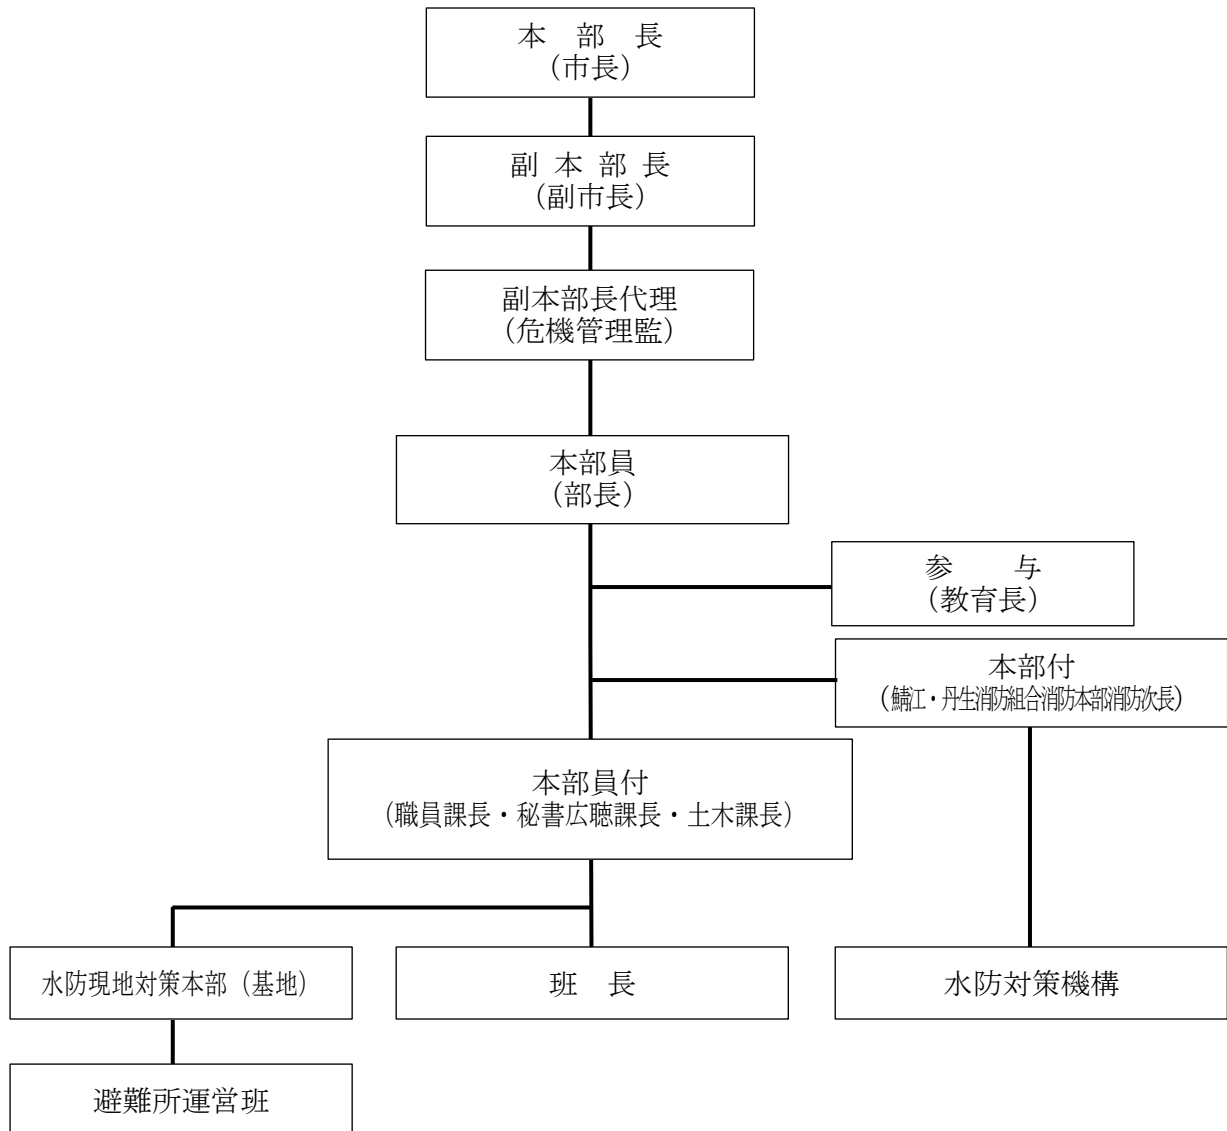 本　部　長
（市長）
副 本 部 長
（副市長）
副本部長代理
（危機管理監）
本部員
（部長）
参　　与
（教育長）
本部付
（鯖江・丹生消防組合消防本部消防次長）
本部員付
（職員課長・秘書広聴課長・土木課長）
水防現地対策本部（基地）
班　長
水防対策機構
避難所運営班